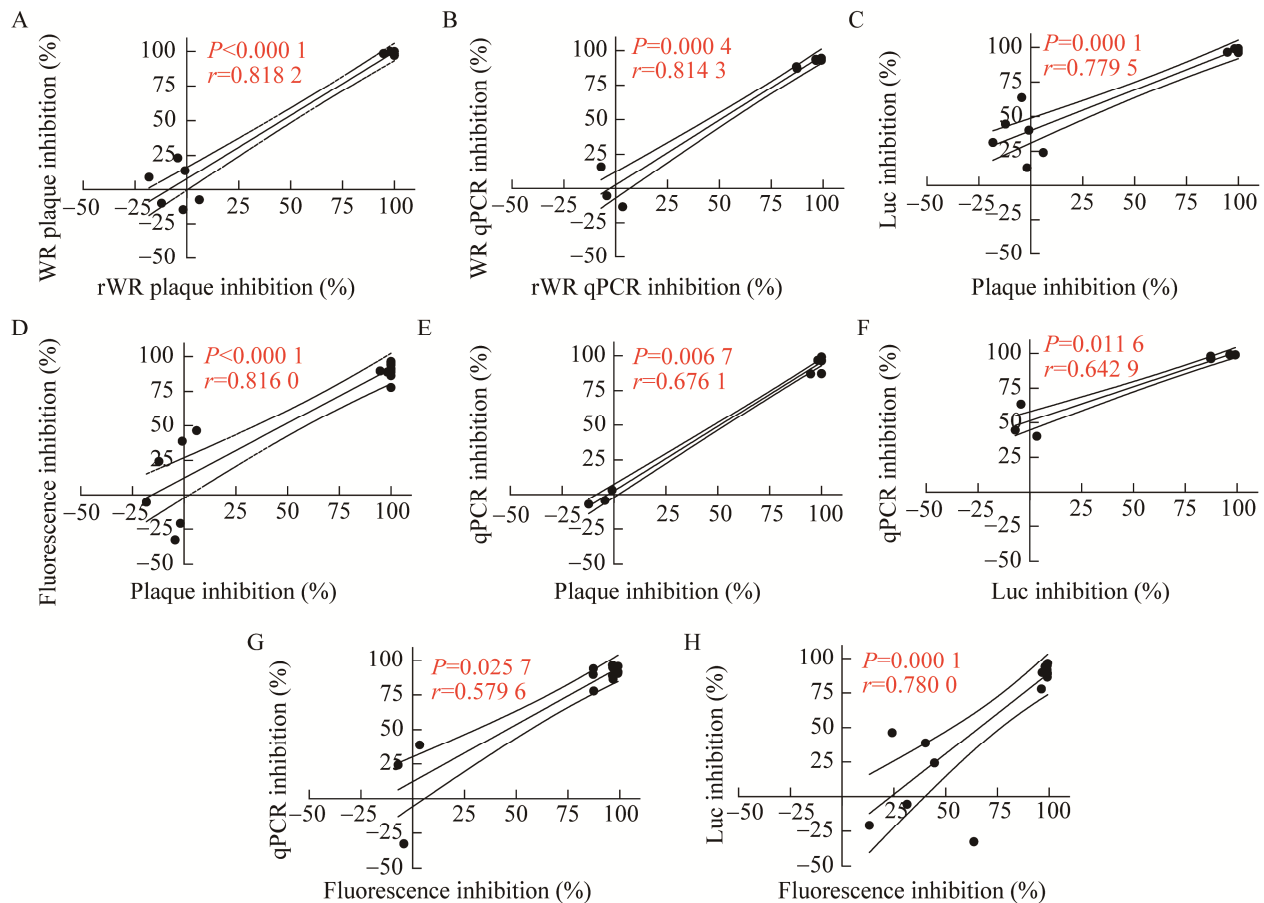 A
WR plaque inhibition (%)
P<0.000 1
r=0.818 2
100
75
50
25
−50
−25
25
50
75
100
−25
−50
rWR plaque inhibition (%)
B
WR qPCR inhibition (%)
P=0.000 4
r=0.814 3
100
75
50
25
−50
−25
25
50
75
100
−25
−50
rWR qPCR inhibition (%)
C
Luc inhibition (%)
P=0.000 1
r=0.779 5
100
75
50
25
−50
−25
25
50
75
100
−25
−50
Plaque inhibition (%)
D
Fluorescence inhibition (%)
P<0.000 1
r=0.816 0
100
75
50
25
−50
−25
25
50
75
100
−25
−50
Plaque inhibition (%)
E
qPCR inhibition (%)
P=0.006 7
r=0.676 1
100
75
50
25
−50
−25
25
50
75
100
−25
−50
Plaque inhibition (%)
F
qPCR inhibition (%)
P=0.011 6
r=0.642 9
100
75
50
25
−50
−25
25
50
75
100
−25
−50
Luc inhibition (%)
G
qPCR inhibition (%)
P=0.025 7
r=0.579 6
100
75
50
25
−50
−25
25
50
75
100
−25
−50
Fluorescence inhibition (%)
H
Luc inhibition (%)
P=0.000 1
r=0.780 0
100
75
50
25
−50
−25
25
50
75
100
−25
−50
Fluorescence inhibition (%)